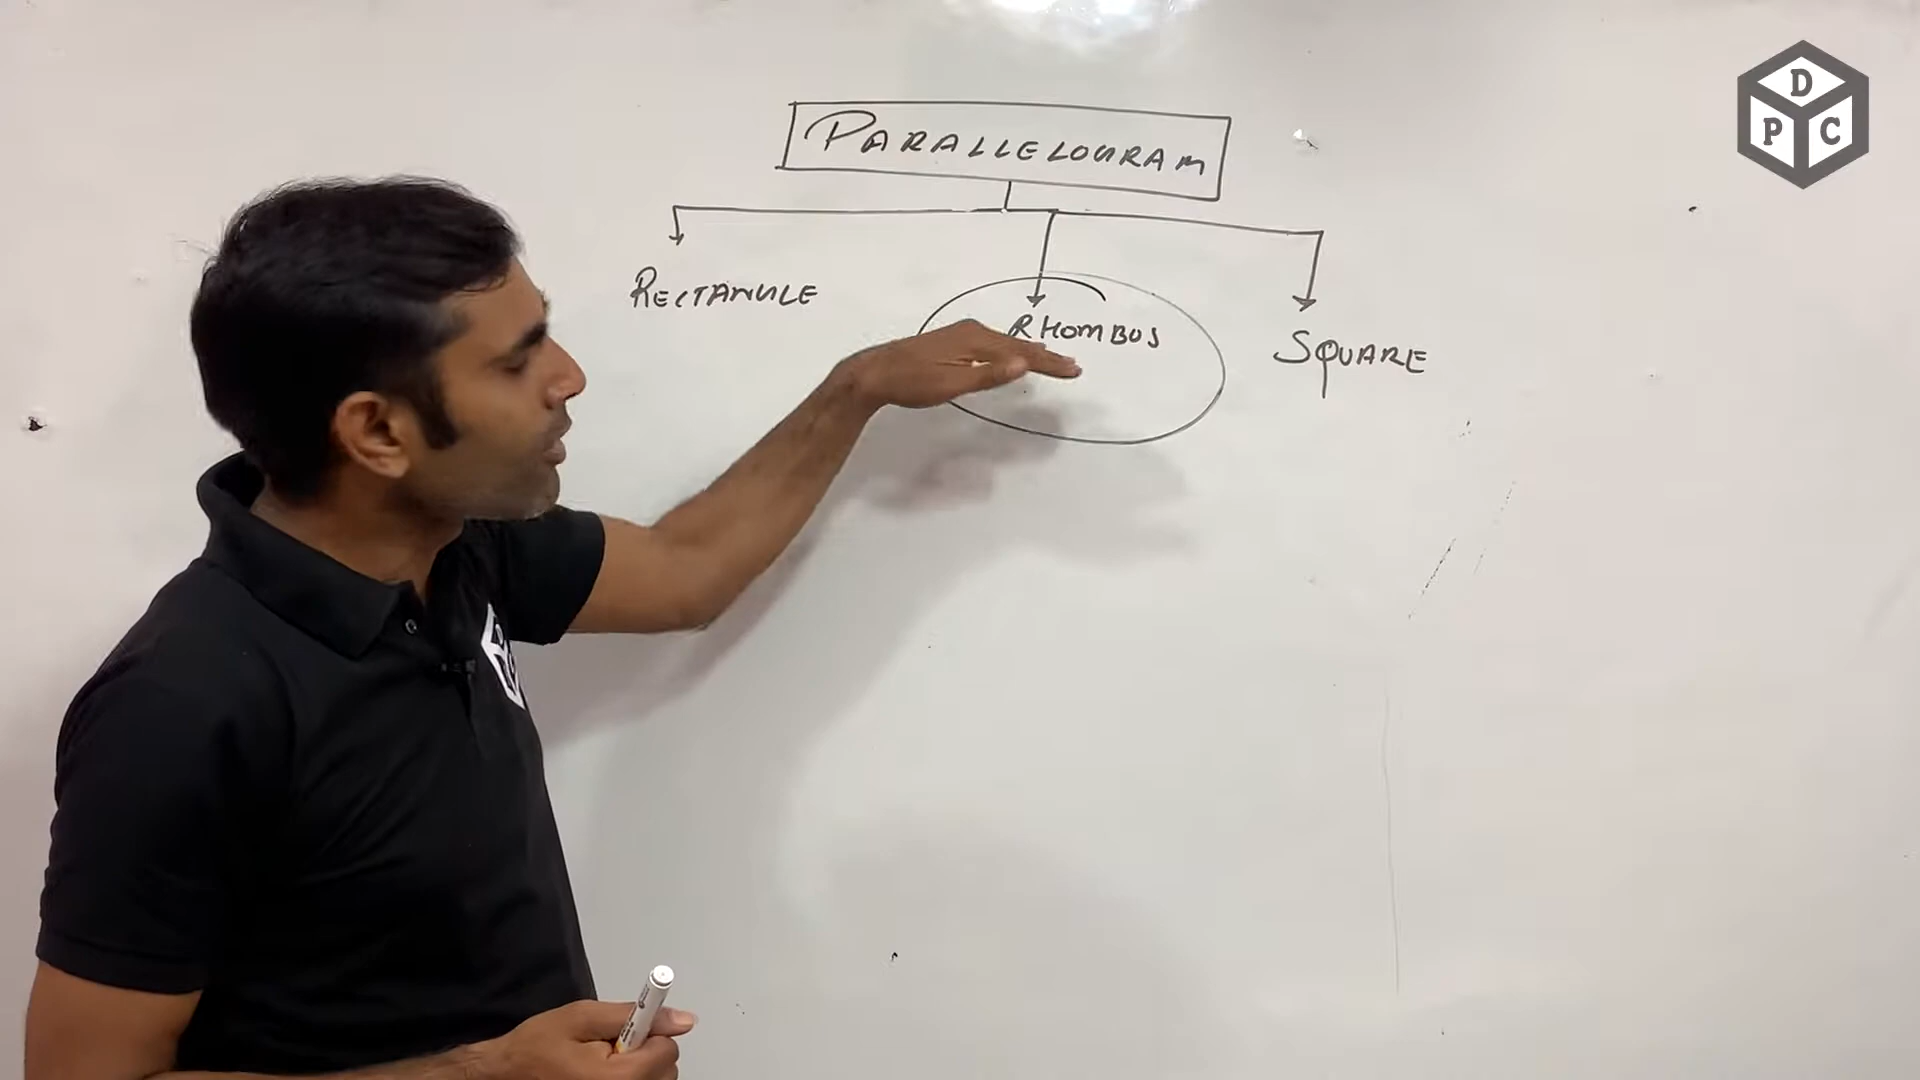 PARALLELOGRAM
RECTANGLE
RHOMBUS
SQUARE
D
P C